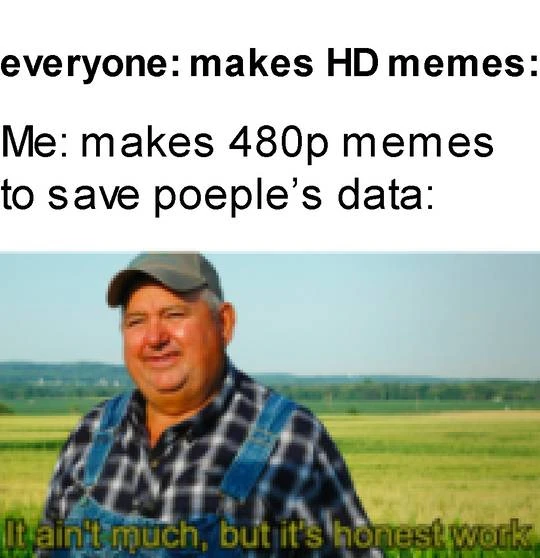 everyone: makes HD memes:
Me: makes 480p memes
to save poeple's data:
It ain't much, but it's honest work